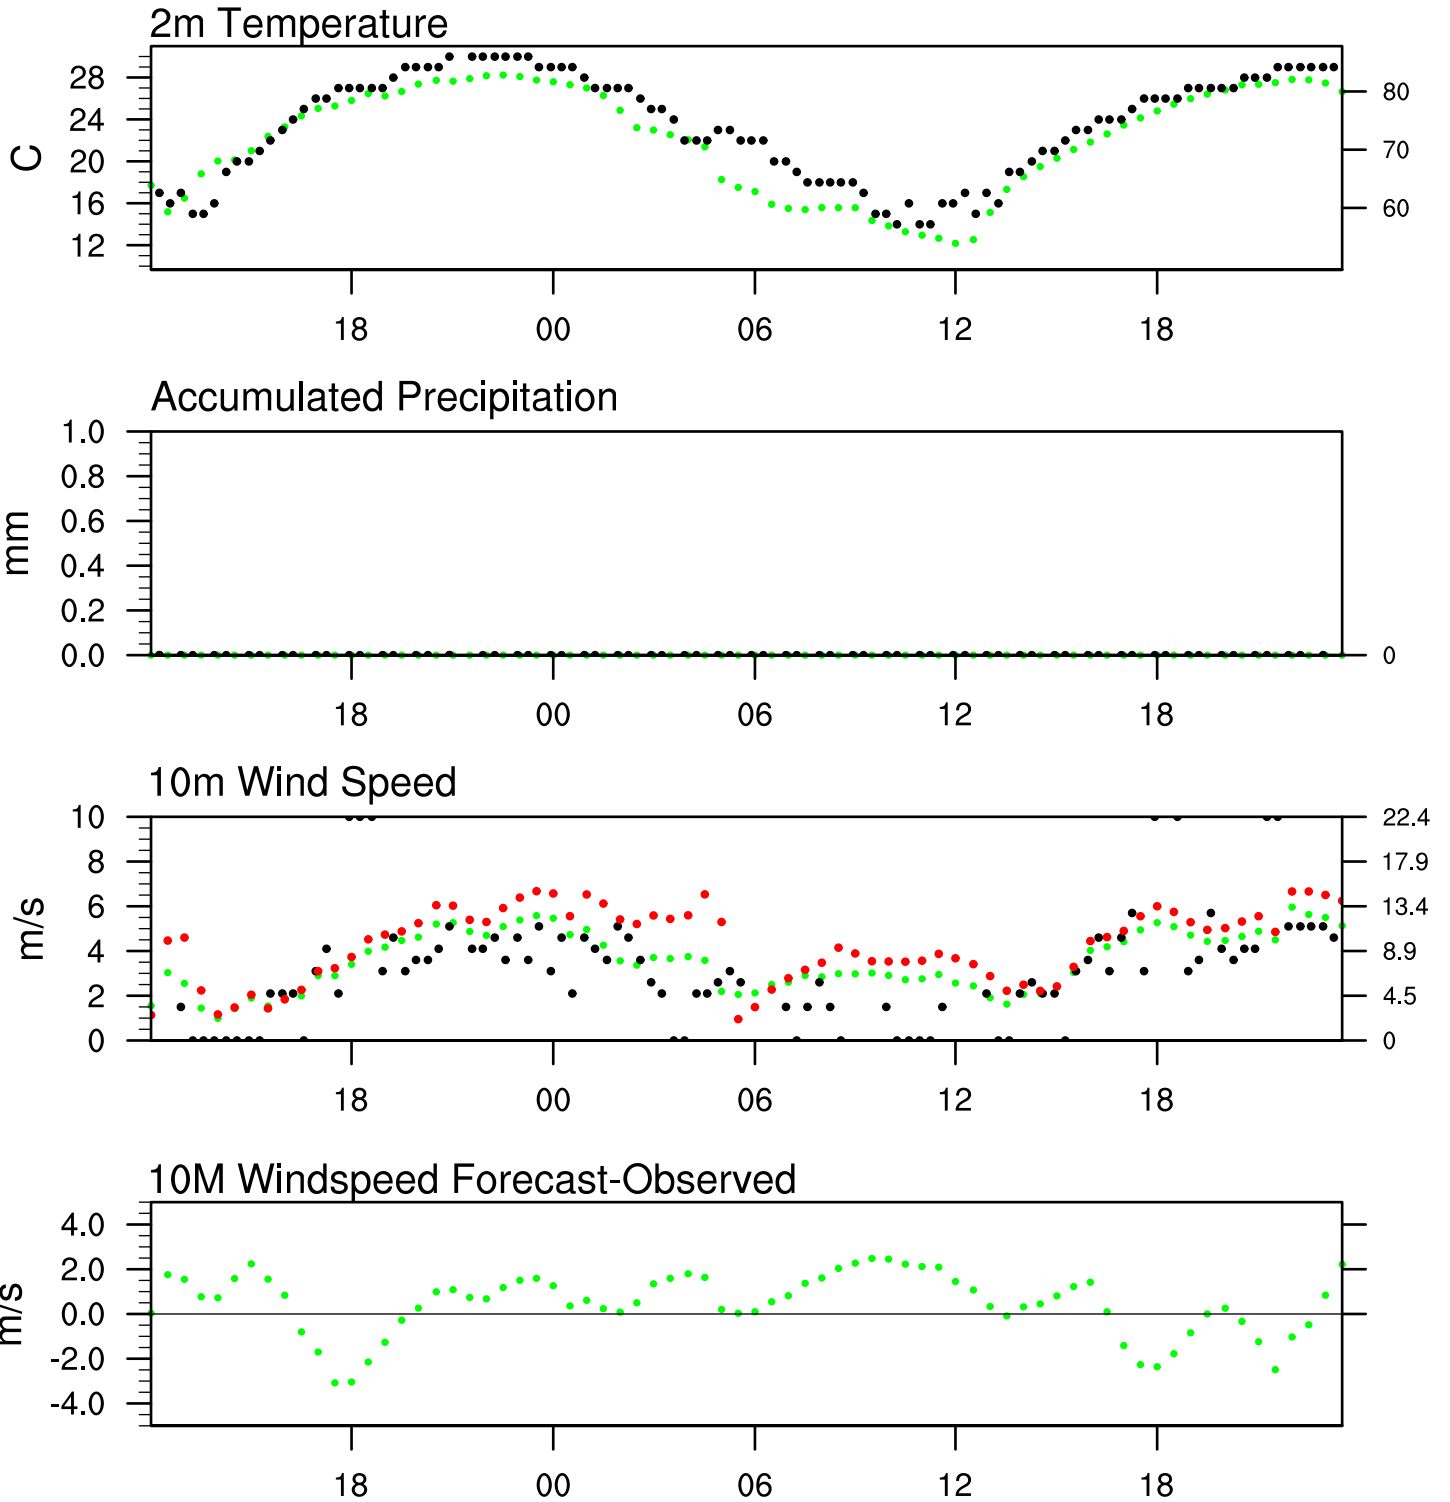 2m Temperature
C
28
24
20
16
12
80
70
60
18 00 06 12 18
Accumulated Precipitation
mm
1.0
0.8
0.6
0.4
0.2
0.0
0
18 00 06 12 18
10m Wind Speed
m/s
10
8
6
4
2
0
22.4
17.9
13.4
8.9
4.5
0
18 00 06 12 18
10M Windspeed Forecast-Observed
m/s
4.0
2.0
0.0
-2.0
-4.0
18 00 06 12 18